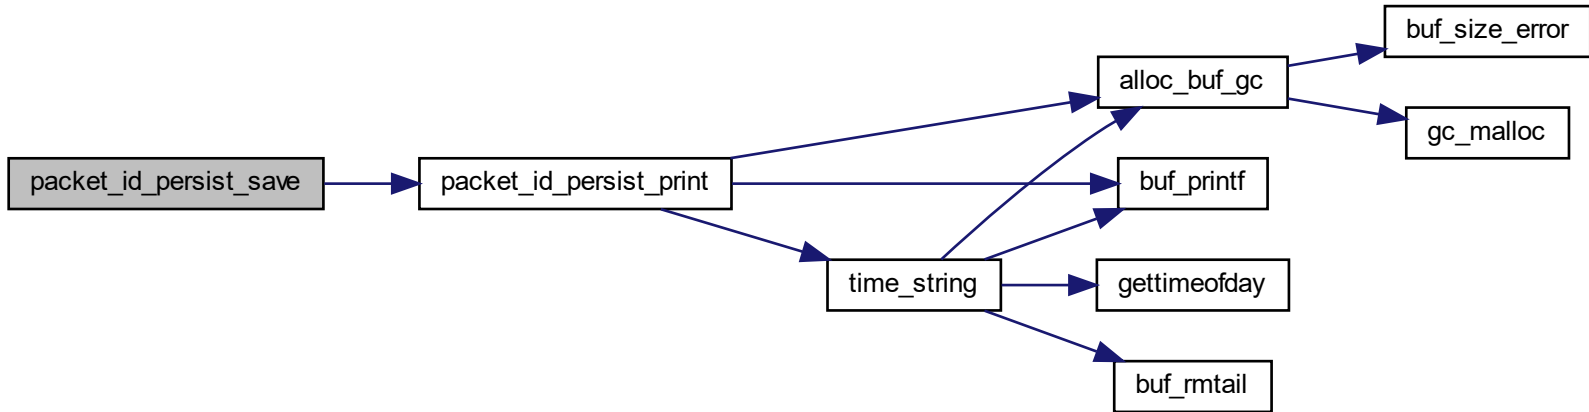 packet_id_persist_save
packet_id_persist_print
alloc_buf_gc
buf_size_error
gc_malloc
buf_printf
time_string
gettimeofday
buf_rmtail